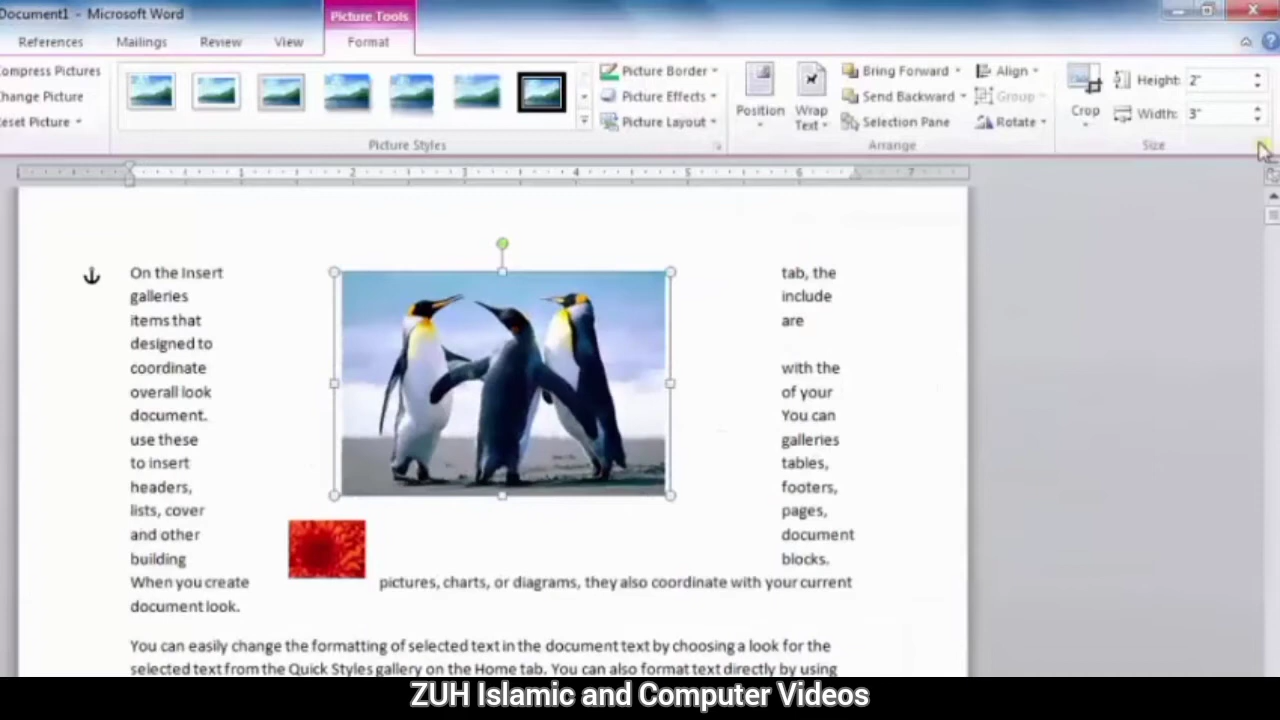 Document1 - Microsoft Word
Picture Tools
References
Mailings
Review
View
Format
ompress Pictures
hange Picture
eset Picture
Picture Styles
Picture Border
Picture Effects
Picture Layout
Position
Wrap
Text
Bring Forward
Send Backward
Selection Pane
Align
Group
Rotate
Arrange
Crop
Height: 2"
Width: 3"
Size
1 2 3 4 5 6 7
On the Insert tab, the
galleries include
items that are
designed to
coordinate with the
overall look of your
document. You can
use these galleries
to insert tables,
headers, footers,
lists, cover pages,
and other document
building blocks.
When you create pictures, charts, or diagrams, they also coordinate with your current
document look.
You can easily change the formatting of selected text in the document text by choosing a look for the
selected text from the Quick Styles gallery on the Home tab. You can also format text directly by using
ZUH Islamic and Computer Videos